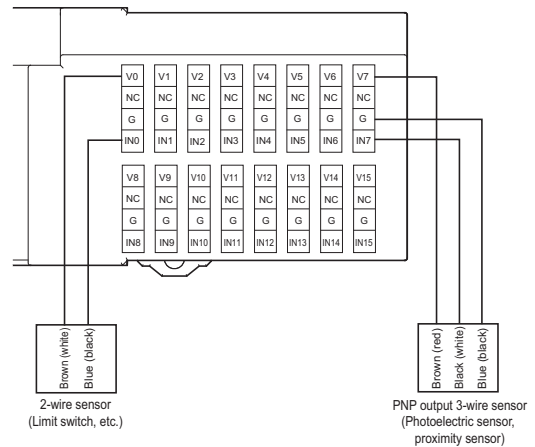 V0 V1 V2 V3 V4 V5 V6 V7
NC NC NC NC NC NC NC NC
G G G G G G G G
IN0 IN1 IN2 IN3 IN4 IN5 IN6 IN7
V8 V9 V10 V11 V12 V13 V14 V15
NC NC NC NC NC NC NC NC
G G G G G G G G
IN8 IN9 IN10 IN11 IN12 IN13 IN14 IN15
Brown (white)
Blue (black)
2-wire sensor
(Limit switch, etc.)
Brown (red)
Black (white)
Blue (black)
PNP output 3-wire sensor
(Photoelectric sensor,
proximity sensor)